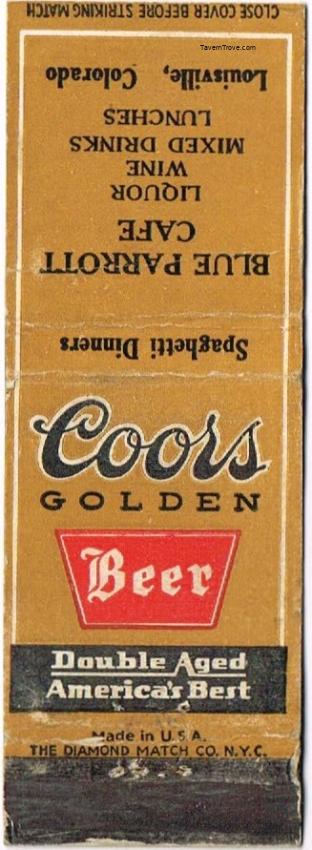 CLOSE COVER BEFORE STRIKING MATCH
TavernTrove.com
BLUE PARROTT
CAFE
LIQUOR
WINE
MIXED DRINKS
LUNCHES
Louisville, Colorado
Spaghetti Dinners
Coors
GOLDEN
Beer
Double Aged
America's Best
Made in U.S.A.
THE DIAMOND MATCH CO. N.Y.C.